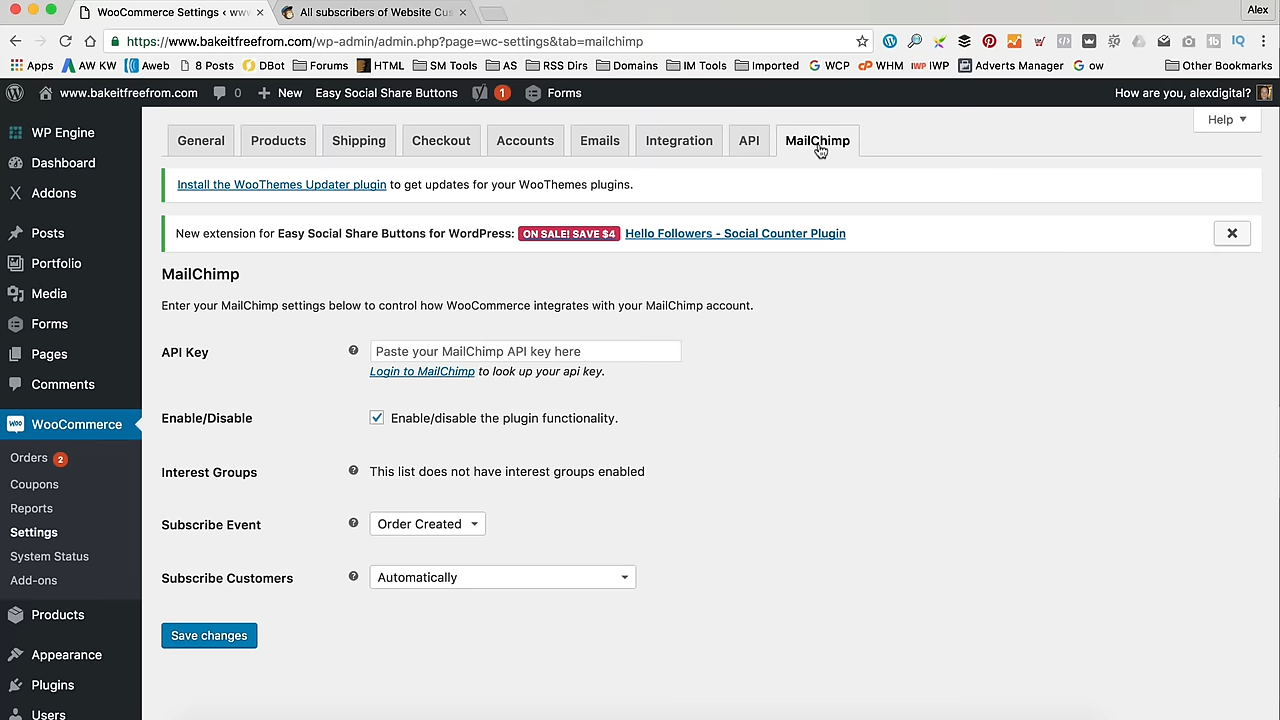 WooCommerce Settings ‹ www
All subscribers of Website Cus
Alex
https://www.bakeitfreefrom.com/wp-admin/admin.php?page=wc-settings&tab=mailchimp
Apps AW KW Aweb 8 Posts DBot Forums HTML SM Tools AS RSS Dirs Domains IM Tools Imported WCP WHM IWP Adverts Manager ow Other Bookmarks
www.bakeitfreefrom.com 0 New Easy Social Share Buttons 1 Forms How are you, alexdigital?
Help
General Products Shipping Checkout Accounts Emails Integration API MailChimp
WP Engine
Dashboard
Addons
Posts
Portfolio
Media
Forms
Pages
Comments
WooCommerce
Orders 2
Coupons
Reports
Settings
System Status
Add-ons
Products
Appearance
Plugins
Users
Install the WooThemes Updater plugin to get updates for your WooThemes plugins.
New extension for Easy Social Share Buttons for WordPress: ON SALE! SAVE $4 Hello Followers - Social Counter Plugin
MailChimp
Enter your MailChimp settings below to control how WooCommerce integrates with your MailChimp account.
API Key Paste your MailChimp API key here
Login to MailChimp to look up your api key.
Enable/Disable Enable/disable the plugin functionality.
Interest Groups This list does not have interest groups enabled
Subscribe Event Order Created
Subscribe Customers Automatically
Save changes